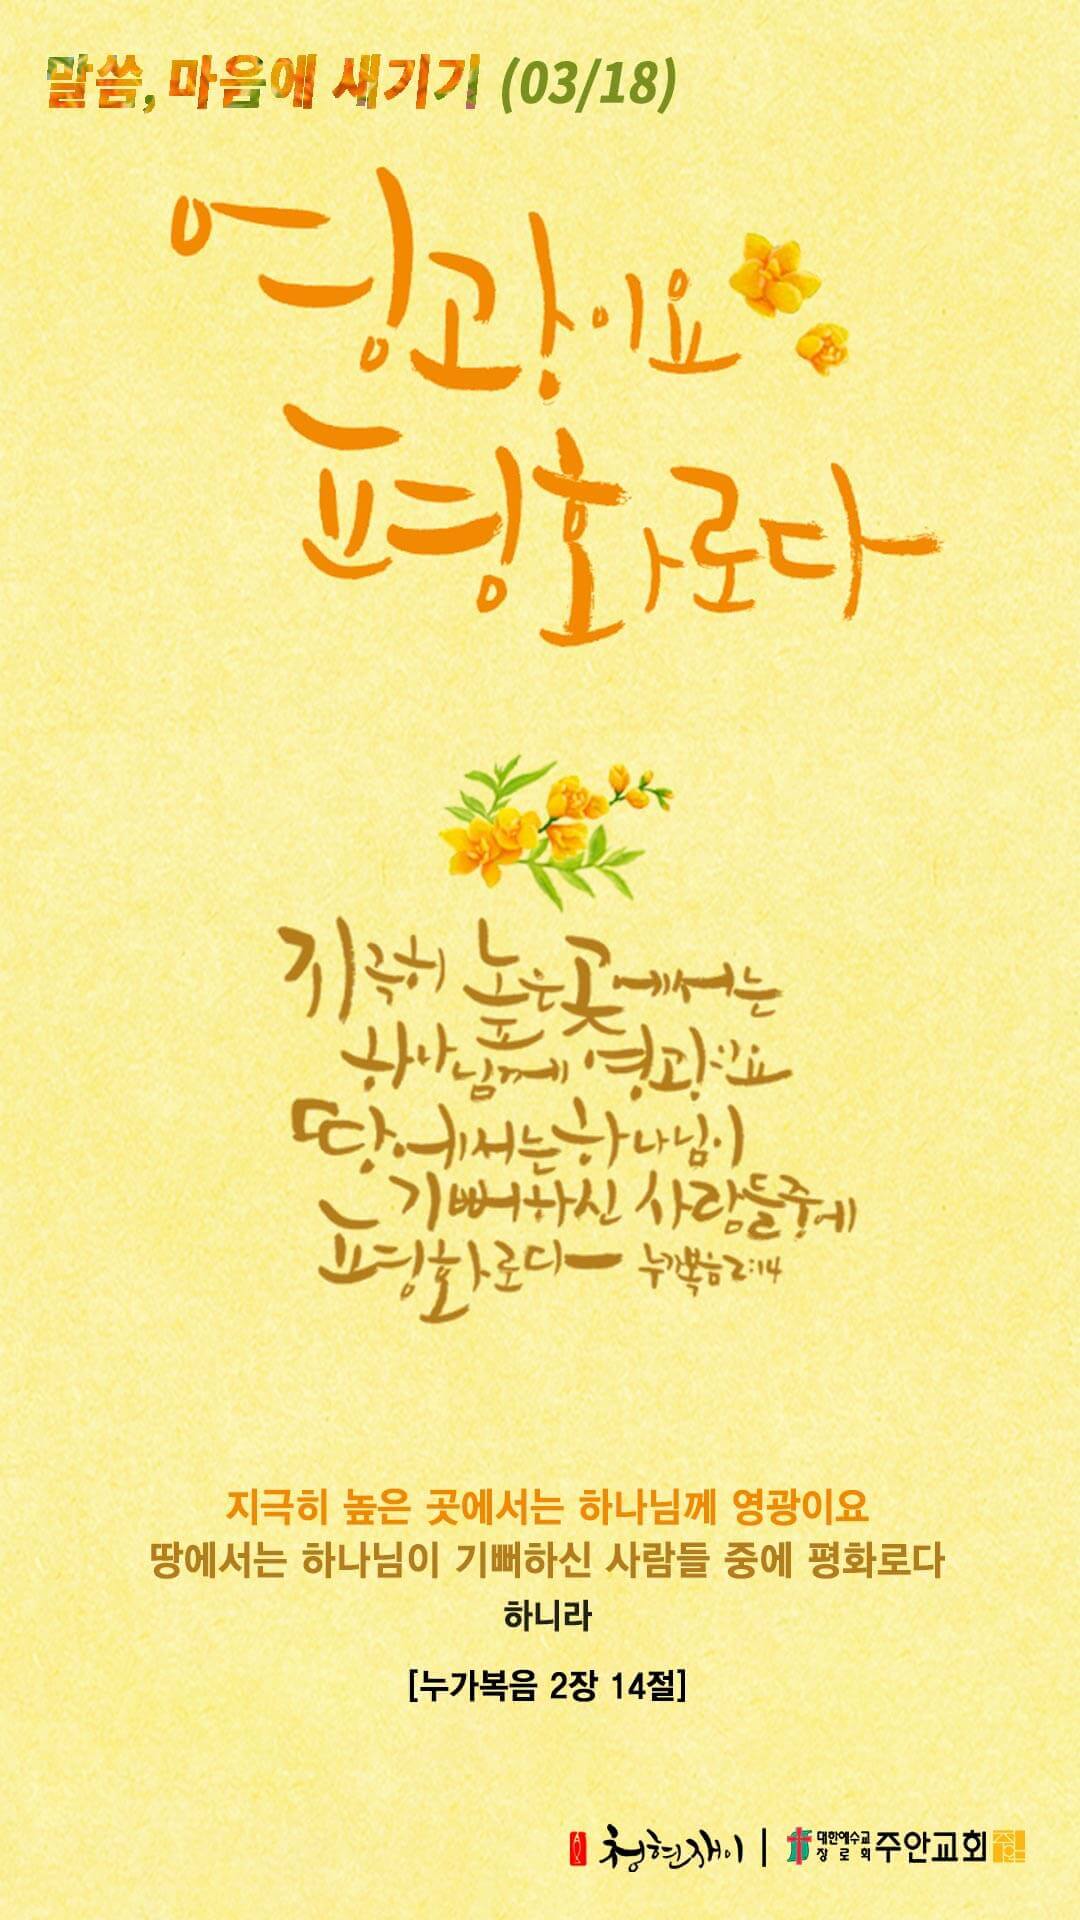 말씀, 마음에 새기기 (03/18)
영광이요
평화로다
지극히 높은 곳에서는
하나님께 영광이요
땅에서는 하나님이
기뻐하신 사람들 중에
평화로다 누가복음 2:14
지극히 높은 곳에서는 하나님께 영광이요
땅에서는 하나님이 기뻐하신 사람들 중에 평화로다
하니라
[누가복음 2장 14절]
청현재이 | 대한예수교 장로회 주안교회